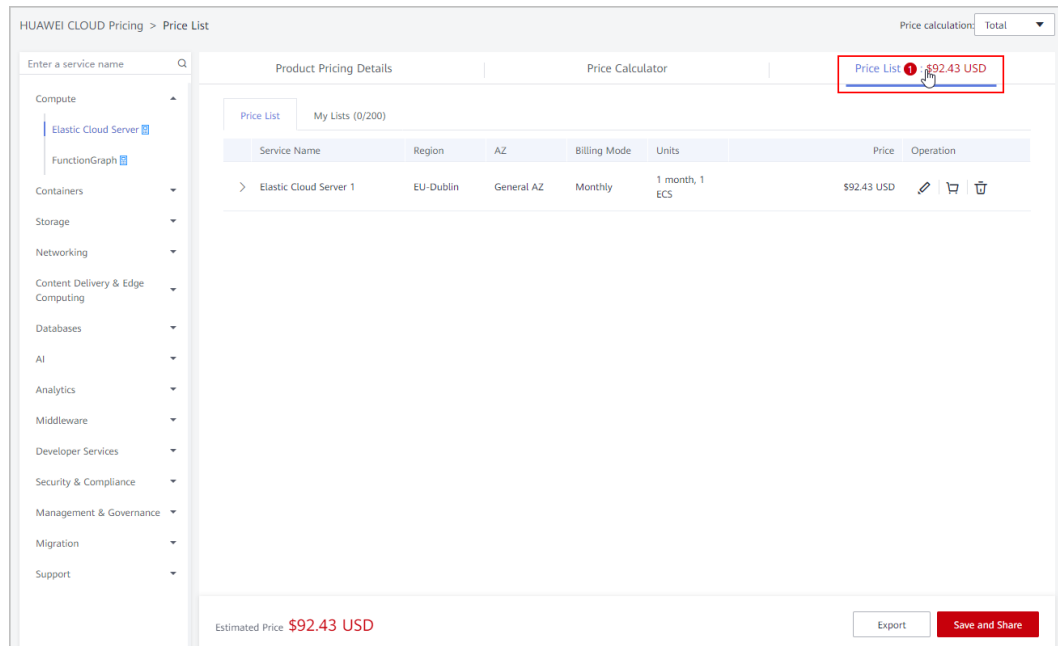 HUAWEI CLOUD Pricing > Price List
Price calculation: Total
Enter a service name
Product Pricing Details
Price Calculator
Price List 1 : $92.43 USD
Compute
Elastic Cloud Server
FunctionGraph
Containers
Storage
Networking
Content Delivery & Edge
Computing
Databases
AI
Analytics
Middleware
Developer Services
Security & Compliance
Management & Governance
Migration
Support
Price List
My Lists (0/200)
Service Name Region AZ Billing Mode Units Price Operation
Elastic Cloud Server 1 EU-Dublin General AZ Monthly 1 month, 1 $92.43 USD
ECS
Estimated Price $92.43 USD
Export
Save and Share